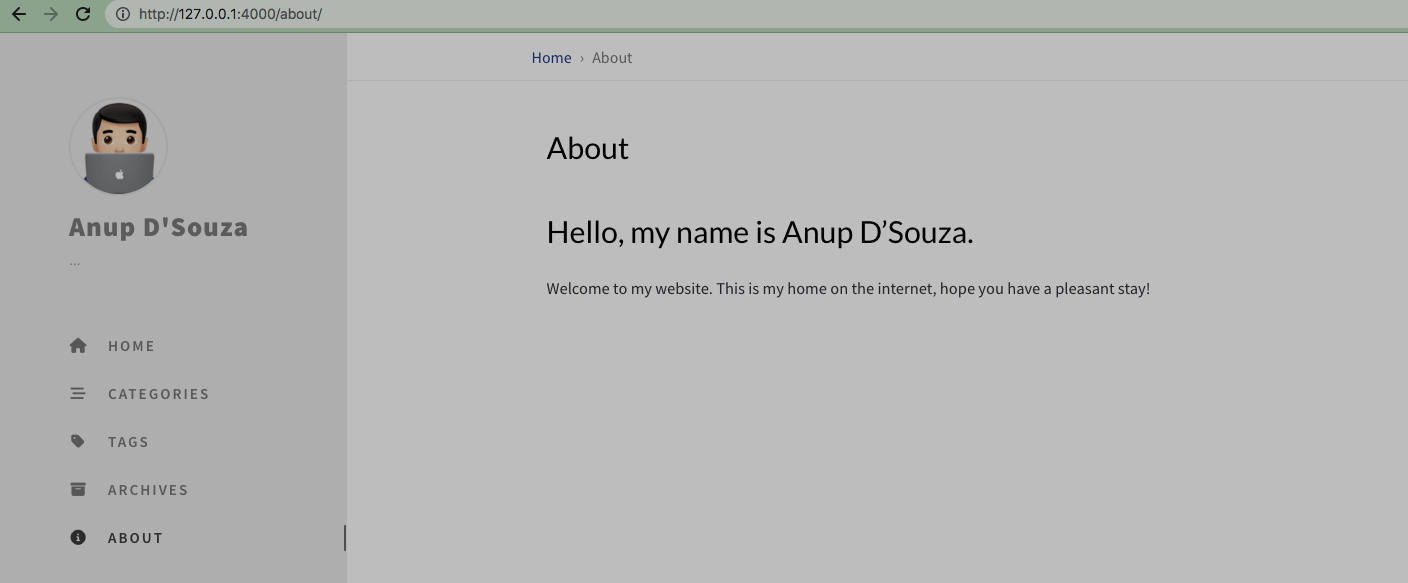 http://127.0.0.1:4000/about/
Home › About
Anup D'Souza
...
HOME
CATEGORIES
TAGS
ARCHIVES
ABOUT
About
Hello, my name is Anup D’Souza.
Welcome to my website. This is my home on the internet, hope you have a pleasant stay!